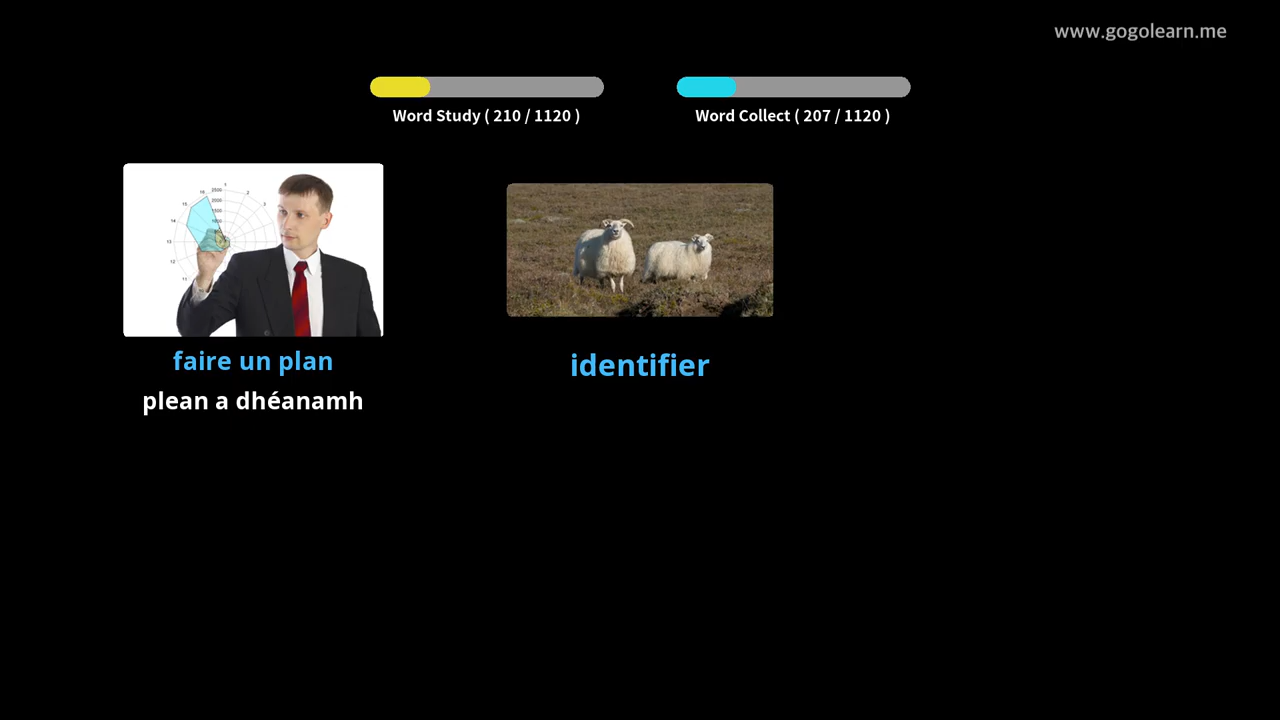 www.gogolearn.me
Word Study ( 210 / 1120 )
Word Collect ( 207 / 1120 )
faire un plan
plean a dhéanamh
identifier